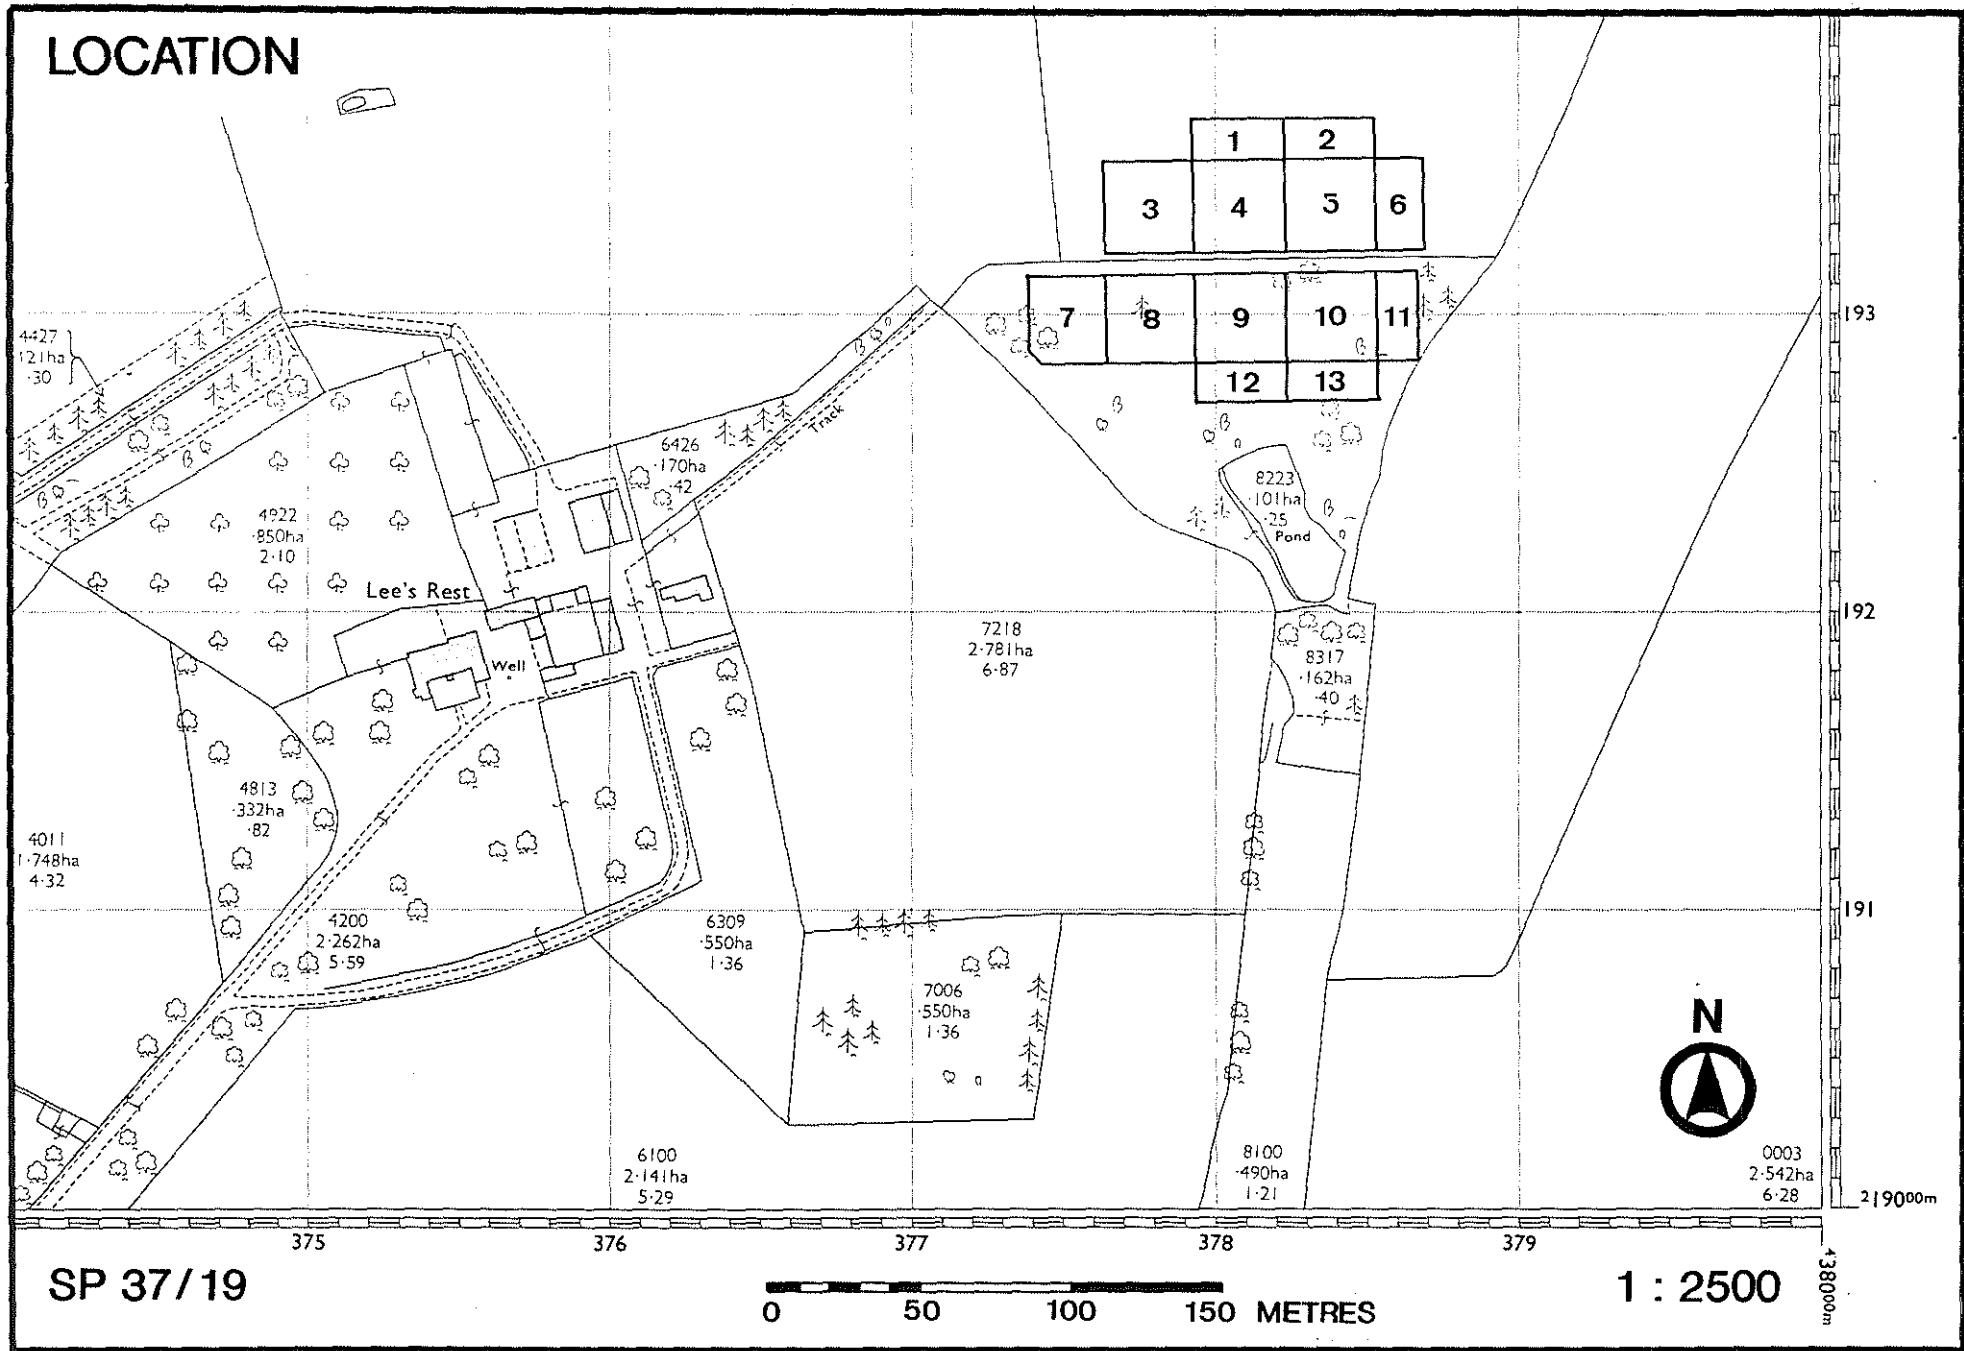 LOCATION
1
2
3
4
5
6
7
8
9
10
11
12
13
193
4427
·121ha
·30
Track
6426
·170ha
·42
8223
·101ha
·25
Pond
4922
·850ha
2·10
Lee's Rest
Well
192
7218
2·781ha
6·87
8317
·162ha
·40
4813
·332ha
·82
4011
1·748ha
4·32
191
4200
2·262ha
5·59
6309
·550ha
1·36
7006
·550ha
1·36
N
6100
2·141ha
5·29
8100
·490ha
1·21
0003
2·542ha
6·28
²190⁰⁰m
375
376
377
378
379
⁴380⁰⁰m
SP 37/19
0 50 100 150 METRES
1 : 2500